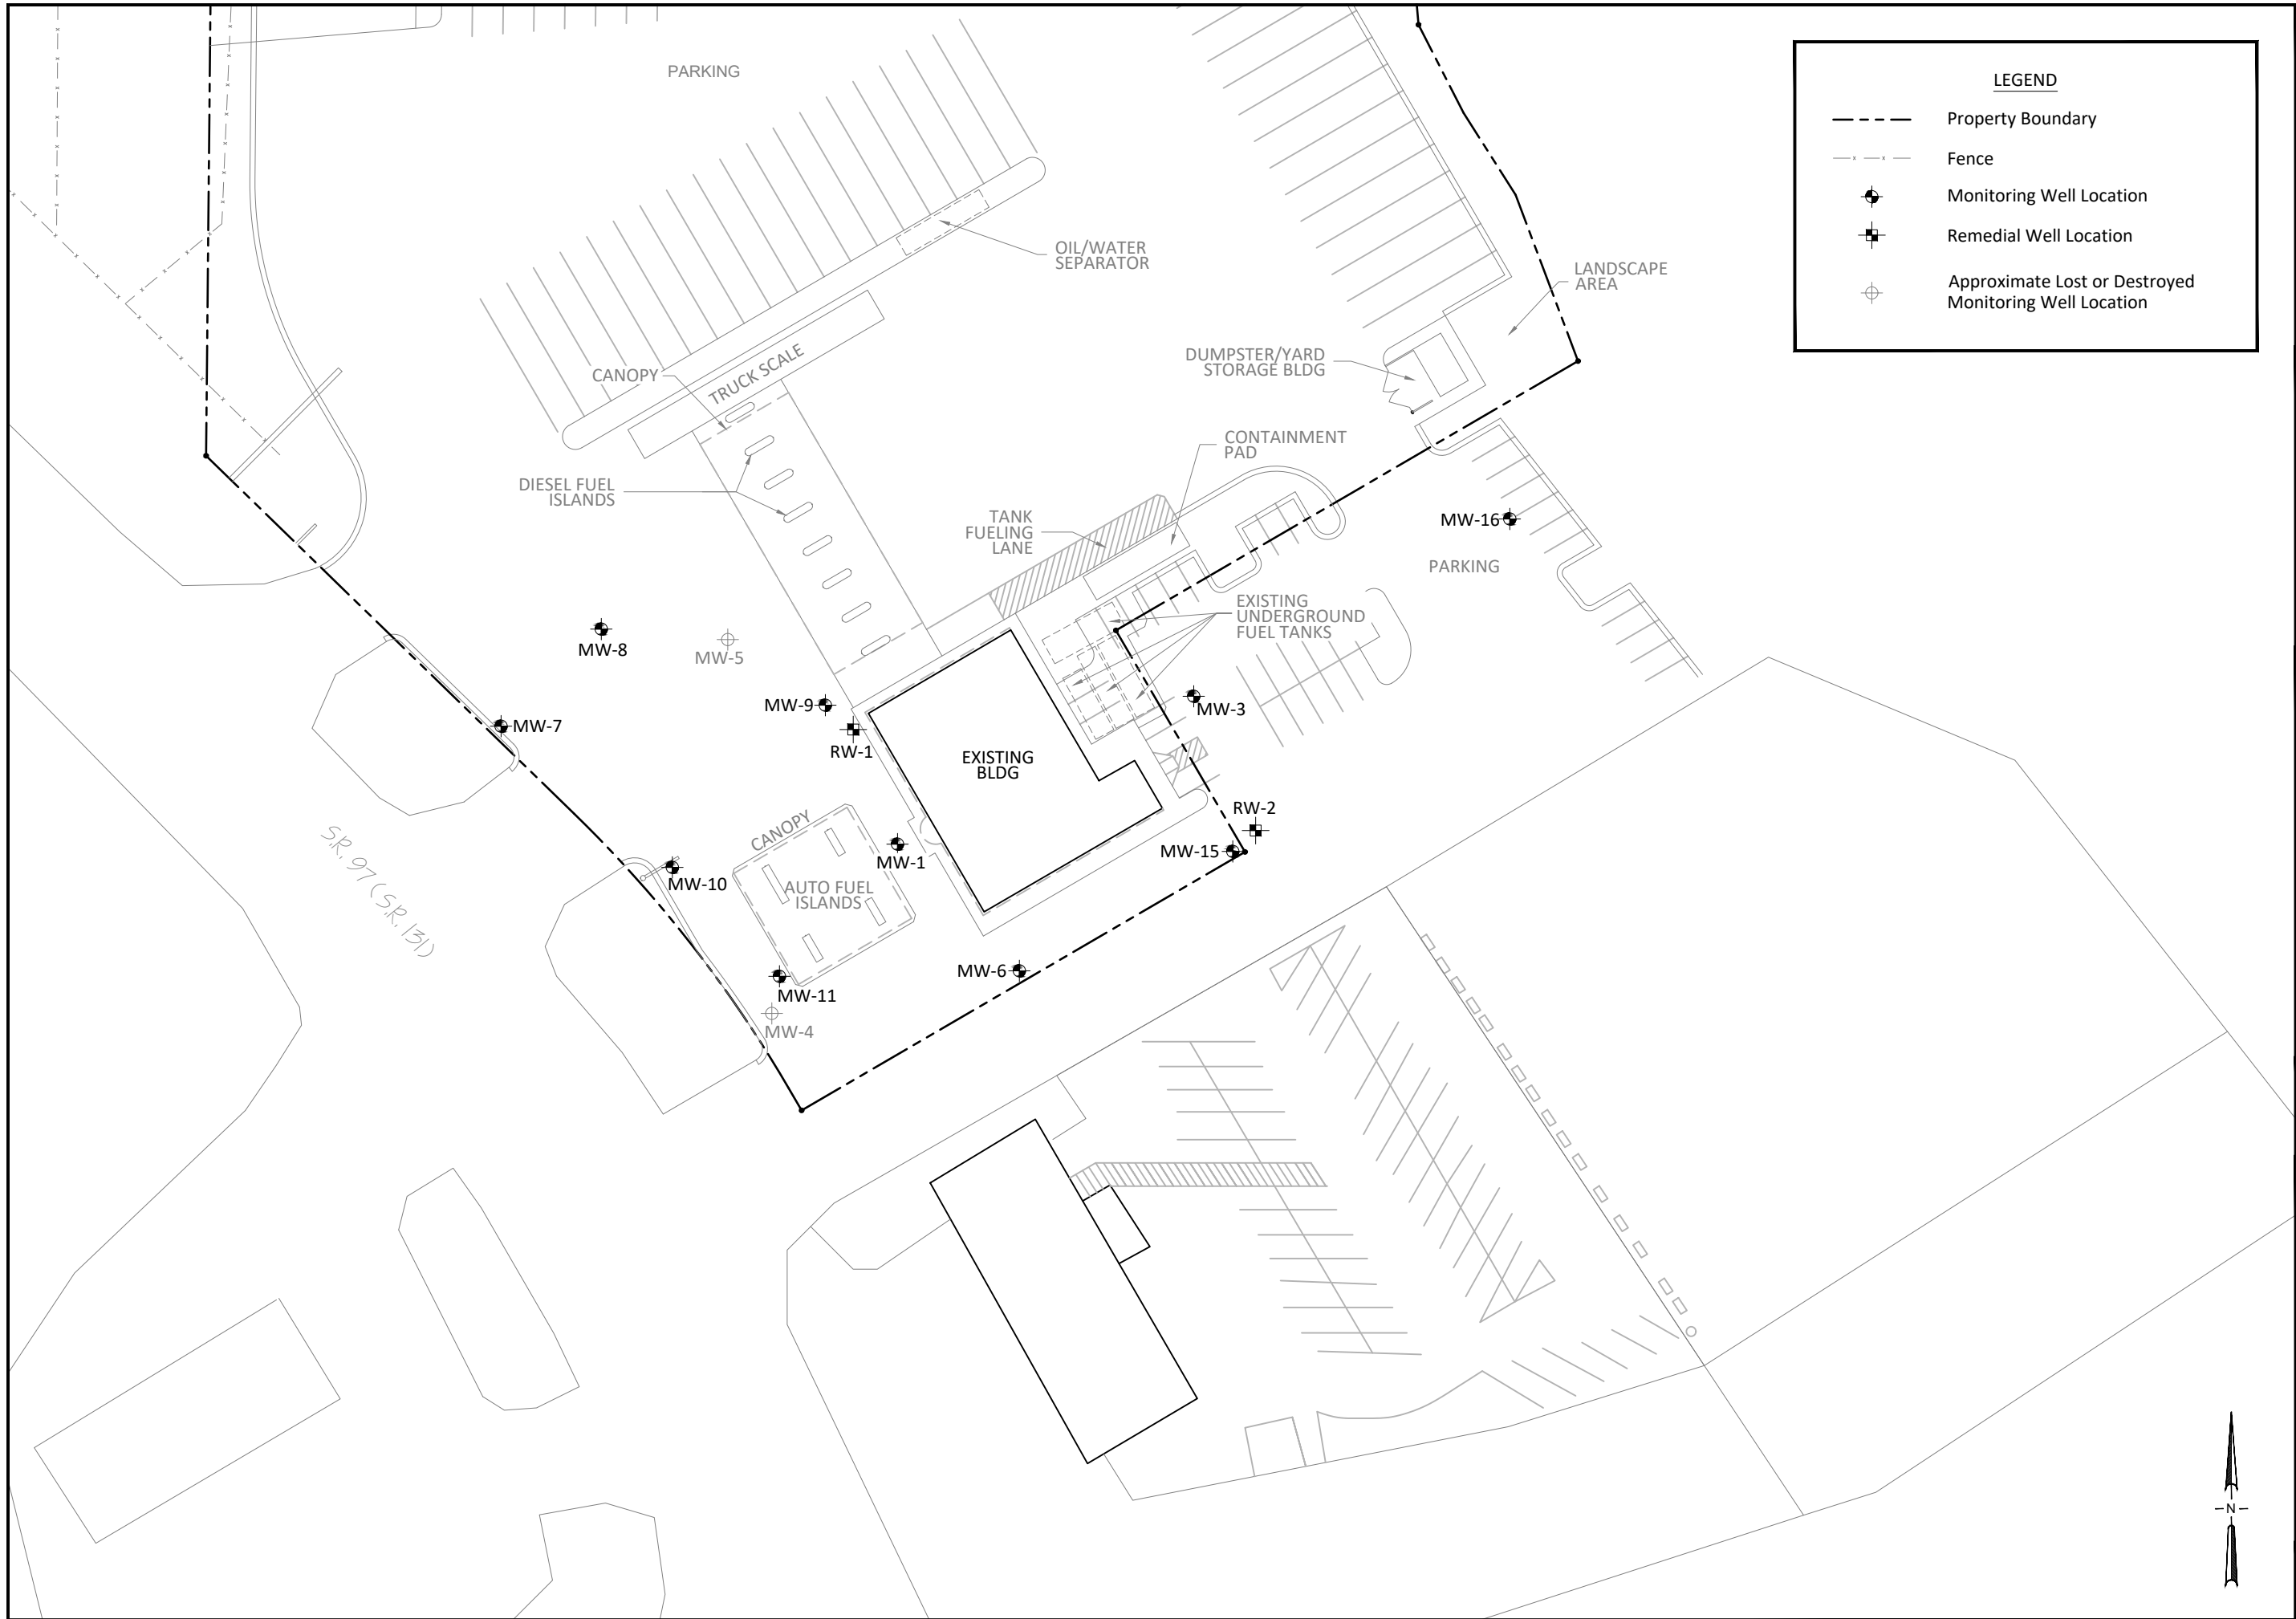 PARKING
LEGEND
Property Boundary
Fence
Monitoring Well Location
Remedial Well Location
Approximate Lost or Destroyed
Monitoring Well Location
OIL/WATER
SEPARATOR
LANDSCAPE
AREA
DUMPSTER/YARD
STORAGE BLDG
CANOPY
TRUCK SCALE
CONTAINMENT
PAD
DIESEL FUEL
ISLANDS
TANK
FUELING
LANE
MW-16
PARKING
EXISTING
UNDERGROUND
FUEL TANKS
MW-8
MW-5
MW-9
MW-3
MW-7
RW-1
EXISTING
BLDG
RW-2
CANOPY
MW-1
MW-15
S.R. 97 (S.R. 131)
MW-10
AUTO FUEL
ISLANDS
MW-6
MW-11
MW-4
N